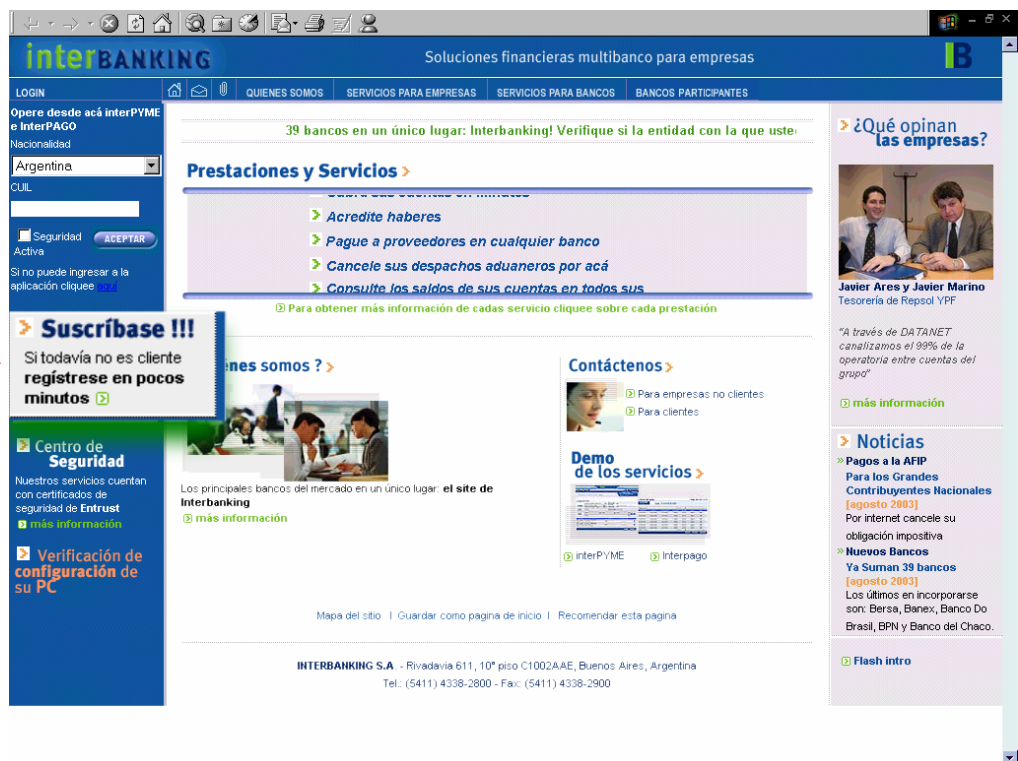 interBANKING
Soluciones financieras multibanco para empresas
IB
LOGIN
QUIENES SOMOS
SERVICIOS PARA EMPRESAS
SERVICIOS PARA BANCOS
BANCOS PARTICIPANTES
Opere desde acá interPYME
e InterPAGO
Nacionalidad
Argentina
CUIL
Seguridad
Activa
ACEPTAR
Si no puede ingresar a la
aplicación cliquee aquí
Suscríbase !!!
Si todavía no es cliente
regístrese en pocos
minutos
Centro de
Seguridad
Nuestros servicios cuentan
con certificados de
seguridad de Entrust
más información
Verificación de
configuración de
su PC
39 bancos en un único lugar: Interbanking! Verifique si la entidad con la que uste
Prestaciones y Servicios
Cubra sus cuentas en minutos
Acredite haberes
Pague a proveedores en cualquier banco
Cancele sus despachos aduaneros por acá
Consulte los saldos de sus cuentas en todos sus
Para obtener más información de cadas servicio cliquee sobre cada prestación
nes somos ?
Los principales bancos del mercado en un único lugar: el site de
Interbanking
más información
Contáctenos
Para empresas no clientes
Para clientes
Demo
de los servicios
interPYME
Interpago
Mapa del sitio | Guardar como pagina de inicio | Recomendar esta pagina
INTERBANKING S.A. - Rivadavia 611, 10º piso C1002AAE, Buenos Aires, Argentina
Tel.: (5411) 4338-2800 - Fax: (5411) 4338-2900
¿Qué opinan
las empresas?
Javier Ares y Javier Marino
Tesorería de Repsol YPF
"A través de DATANET
canalizamos el 99% de la
operatoria entre cuentas del
grupo"
más información
Noticias
Pagos a la AFIP
Para los Grandes
Contribuyentes Nacionales
[agosto 2003]
Por internet cancele su
obligación impositiva
Nuevos Bancos
Ya Suman 39 bancos
[agosto 2003]
Los últimos en incorporarse
son: Bersa, Banex, Banco Do
Brasil, BPN y Banco del Chaco.
Flash intro